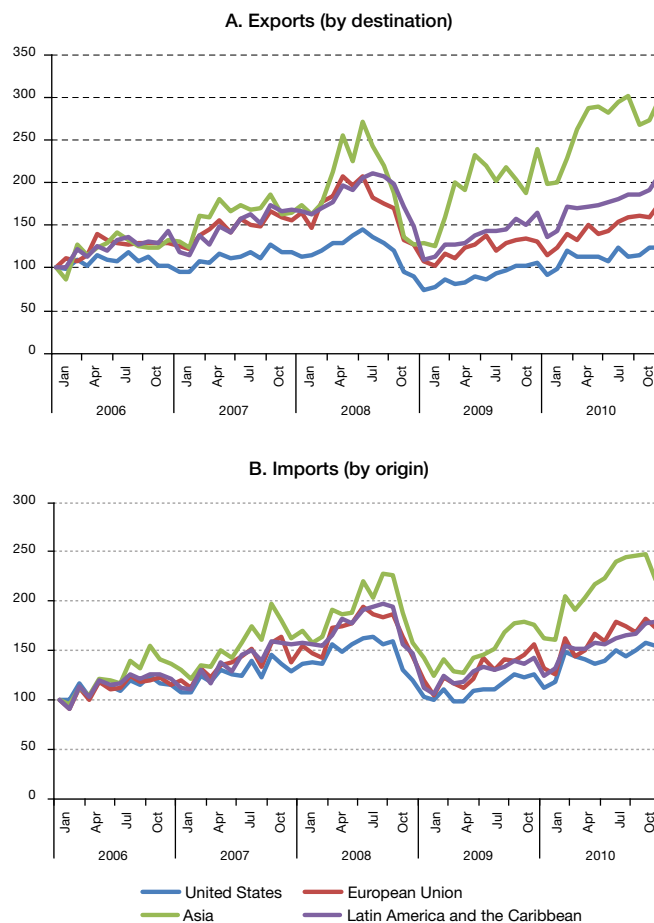 A. Exports (by destination)
350
300
250
200
150
100
50
0
Jan Apr Jul Oct Jan Apr Jul Oct Jan Apr Jul Oct Jan Apr Jul Oct Jan Apr Jul Oct
2006 2007 2008 2009 2010
B. Imports (by origin)
300
250
200
150
100
50
0
Jan Apr Jul Oct Jan Apr Jul Oct Jan Apr Jul Oct Jan Apr Jul Oct Jan Apr Jul Oct
2006 2007 2008 2009 2010
United States European Union
Asia Latin America and the Caribbean